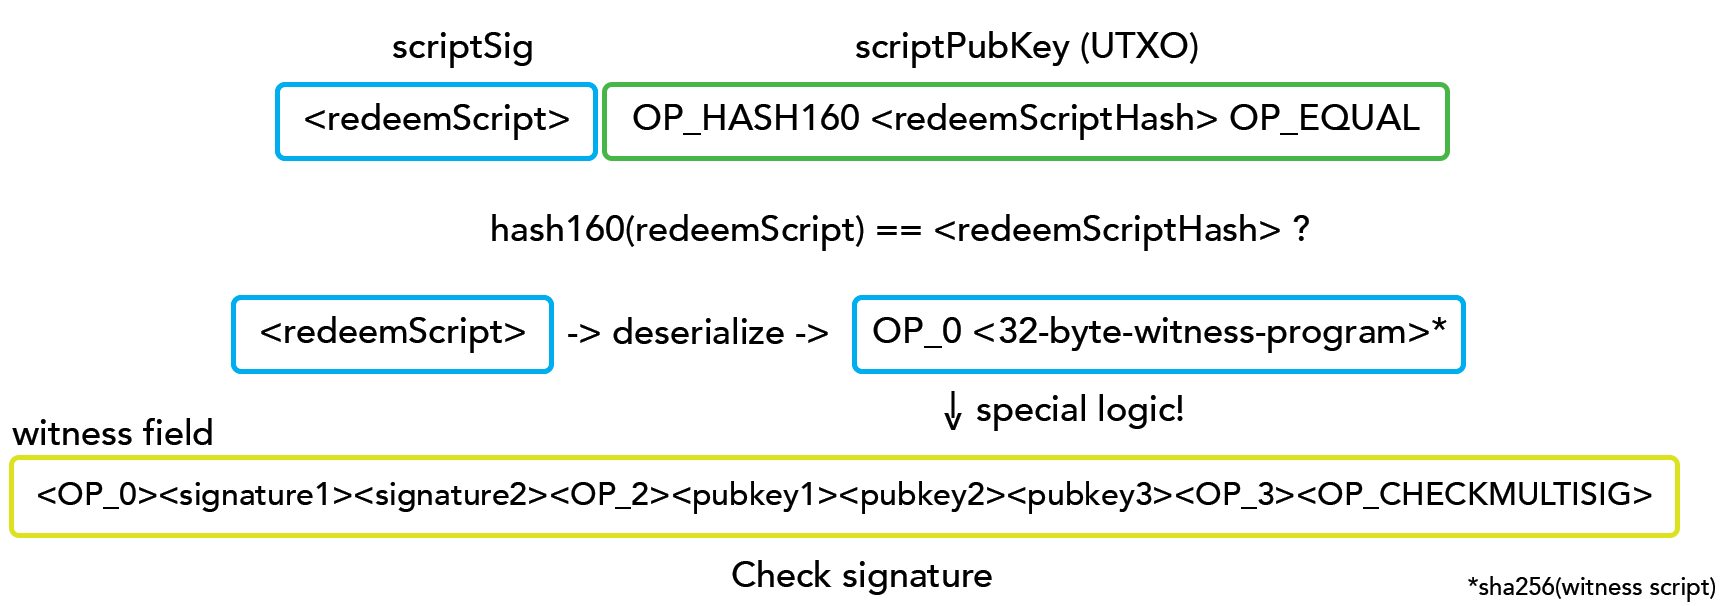 scriptSig scriptPubKey (UTXO)
<redeemScript> OP_HASH160 <redeemScriptHash> OP_EQUAL
hash160(redeemScript) == <redeemScriptHash> ?
<redeemScript> -> deserialize -> OP_0 <32-byte-witness-program>*
special logic!
witness field
<OP_0><signature1><signature2><OP_2><pubkey1><pubkey2><pubkey3><OP_3><OP_CHECKMULTISIG>
Check signature
*sha256(witness script)